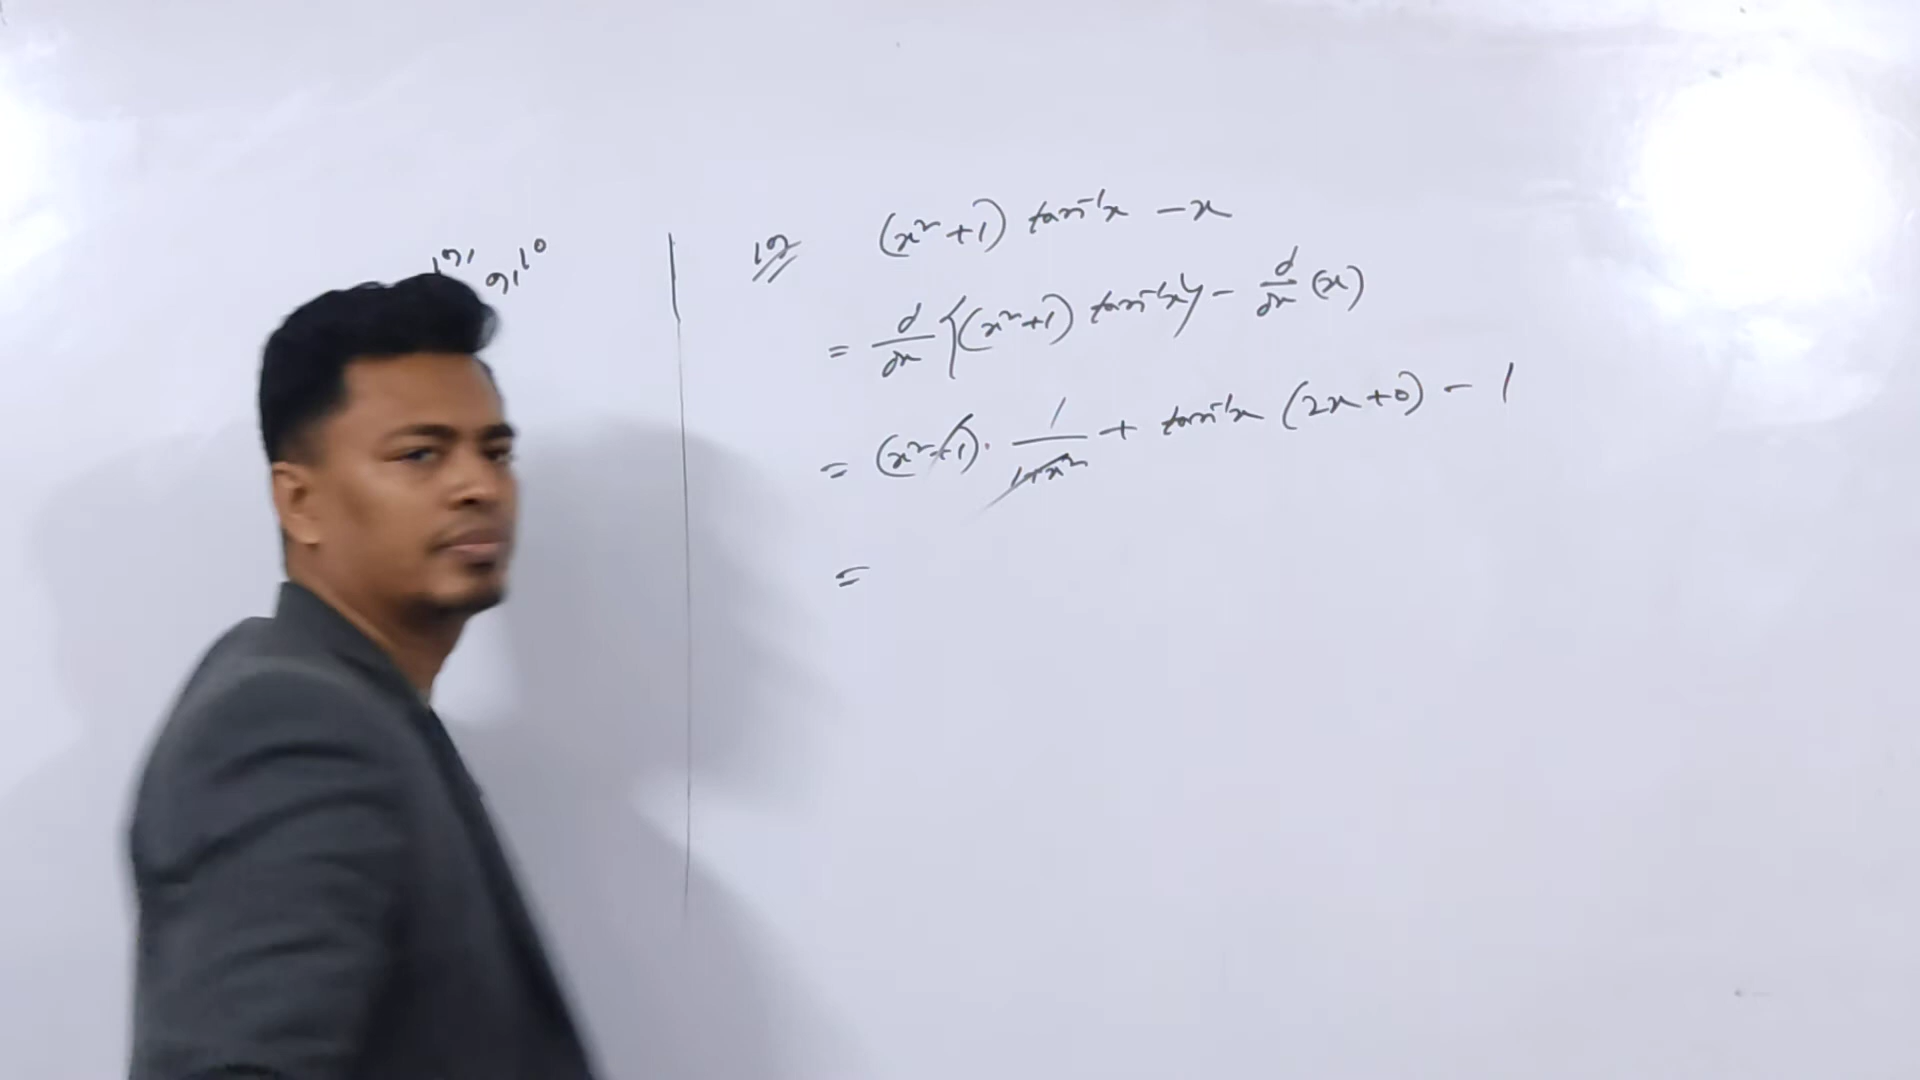 (x² + 1) tan⁻¹x - x
= d/dx {(x² + 1) tan⁻¹x} - d/dx (x)
= (x² + 1) · 1/(1 + x²) + tan⁻¹x (2x + 0) - 1
=